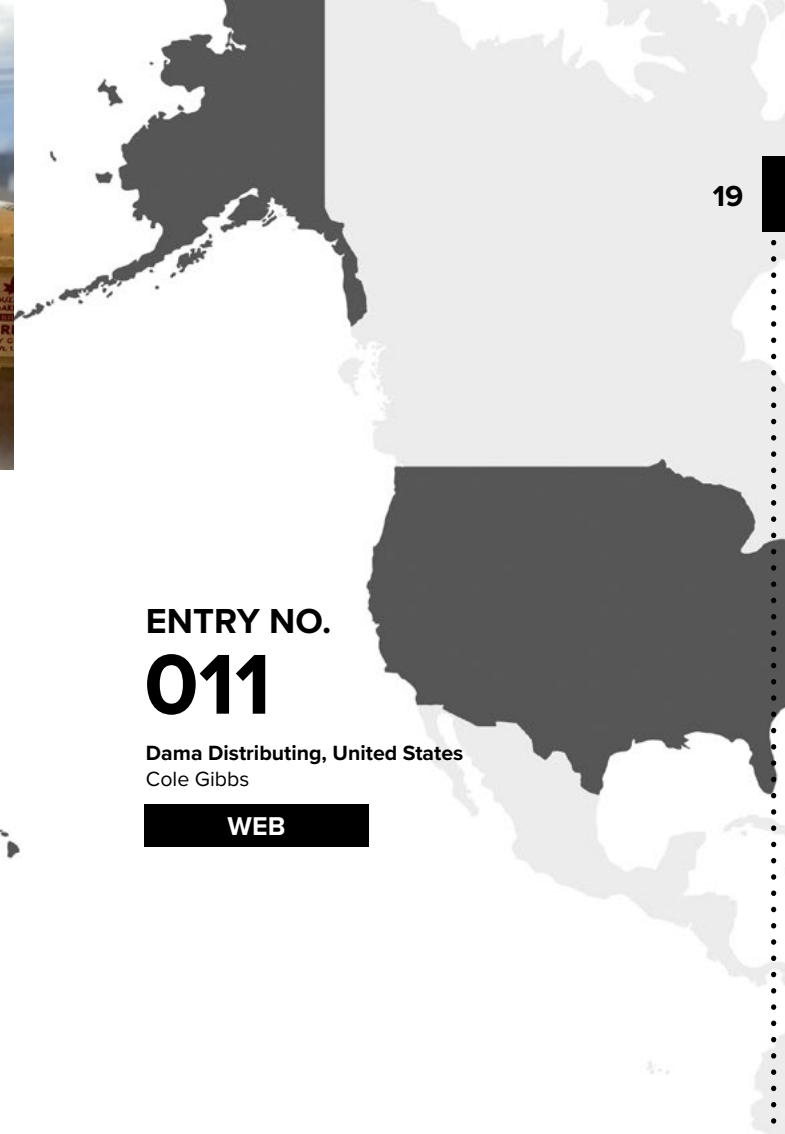 19
ENTRY NO.
011
Dama Distributing, United States
Cole Gibbs
WEB